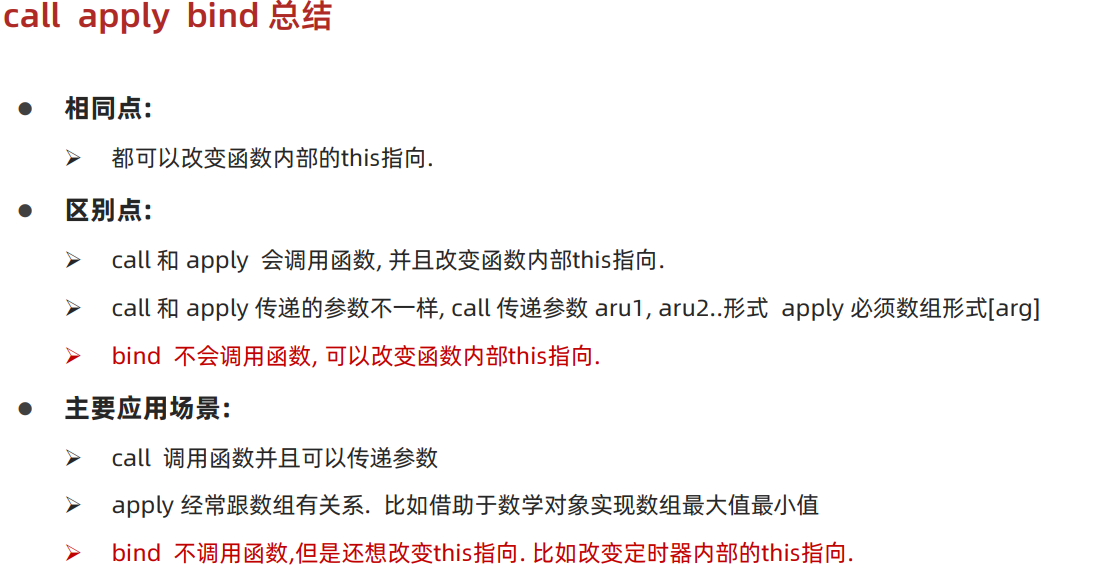 call apply bind 总结
● 相同点:
➢ 都可以改变函数内部的this指向.
● 区别点:
➢ call 和 apply 会调用函数, 并且改变函数内部this指向.
➢ call 和 apply 传递的参数不一样, call 传递参数 aru1, aru2..形式 apply 必须数组形式[arg]
➢ bind 不会调用函数, 可以改变函数内部this指向.
● 主要应用场景:
➢ call 调用函数并且可以传递参数
➢ apply 经常跟数组有关系. 比如借助于数学对象实现数组最大值最小值
➢ bind 不调用函数,但是还想改变this指向. 比如改变定时器内部的this指向.